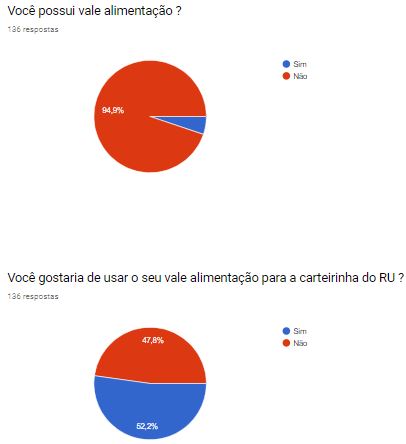 Você possui vale alimentação ?
136 respostas
Sim
Não
94,9%
Você gostaria de usar o seu vale alimentação para a carteirinha do RU ?
136 respostas
Sim
Não
47,8%
52,2%